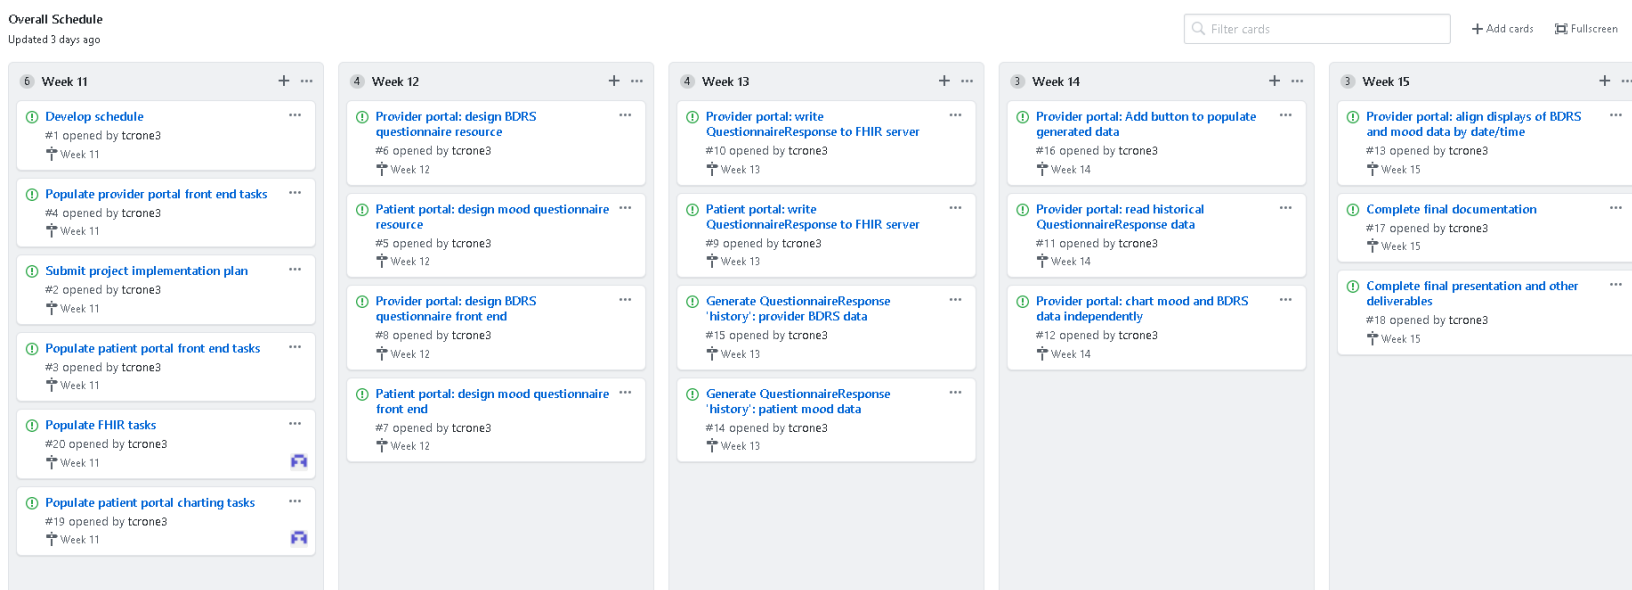 Overall Schedule
Updated 3 days ago
Filter cards
Add cards
Fullscreen
6 Week 11
Develop schedule
#1 opened by tcrone3
Week 11
Populate provider portal front end tasks
#4 opened by tcrone3
Week 11
Submit project implementation plan
#2 opened by tcrone3
Week 11
Populate patient portal front end tasks
#3 opened by tcrone3
Week 11
Populate FHIR tasks
#20 opened by tcrone3
Week 11
Populate patient portal charting tasks
#19 opened by tcrone3
Week 11
4 Week 12
Provider portal: design BDRS
questionnaire resource
#6 opened by tcrone3
Week 12
Patient portal: design mood questionnaire
resource
#5 opened by tcrone3
Week 12
Provider portal: design BDRS
questionnaire front end
#8 opened by tcrone3
Week 12
Patient portal: design mood questionnaire
front end
#7 opened by tcrone3
Week 12
4 Week 13
Provider portal: write
QuestionnaireResponse to FHIR server
#10 opened by tcrone3
Week 13
Patient portal: write
QuestionnaireResponse to FHIR server
#9 opened by tcrone3
Week 13
Generate QuestionnaireResponse
'history': provider BDRS data
#15 opened by tcrone3
Week 13
Generate QuestionnaireResponse
'history': patient mood data
#14 opened by tcrone3
Week 13
3 Week 14
Provider portal: Add button to populate
generated data
#16 opened by tcrone3
Week 14
Provider portal: read historical
QuestionnaireResponse data
#11 opened by tcrone3
Week 14
Provider portal: chart mood and BDRS
data independently
#12 opened by tcrone3
Week 14
3 Week 15
Provider portal: align displays of BDRS
and mood data by date/time
#13 opened by tcrone3
Week 15
Complete final documentation
#17 opened by tcrone3
Week 15
Complete final presentation and other
deliverables
#18 opened by tcrone3
Week 15